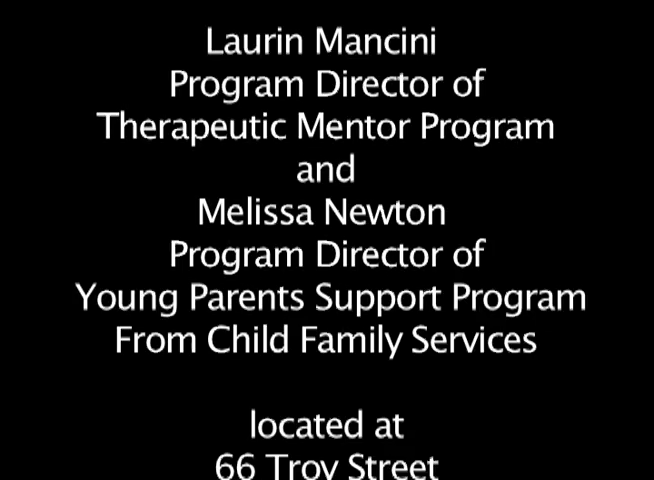 Laurin Mancini
Program Director of
Therapeutic Mentor Program
and
Melissa Newton
Program Director of
Young Parents Support Program
From Child Family Services
located at
66 Troy Street